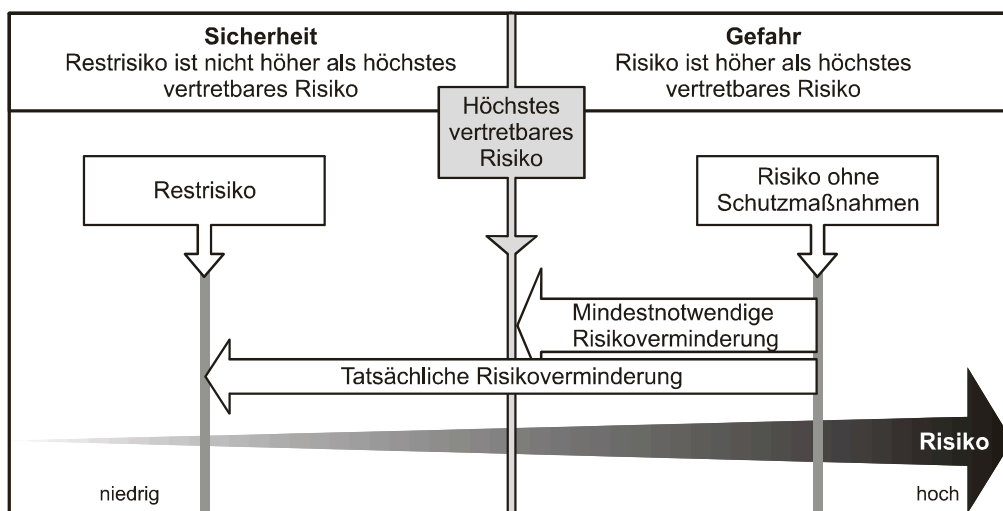 Sicherheit
Restrisiko ist nicht höher als höchstes
vertretbares Risiko
Gefahr
Risiko ist höher als höchstes
vertretbares Risiko
Höchstes
vertretbares
Risiko
Restrisiko
Risiko ohne
Schutzmaßnahmen
Mindestnotwendige
Risikoverminderung
Tatsächliche Risikoverminderung
Risiko
niedrig
hoch